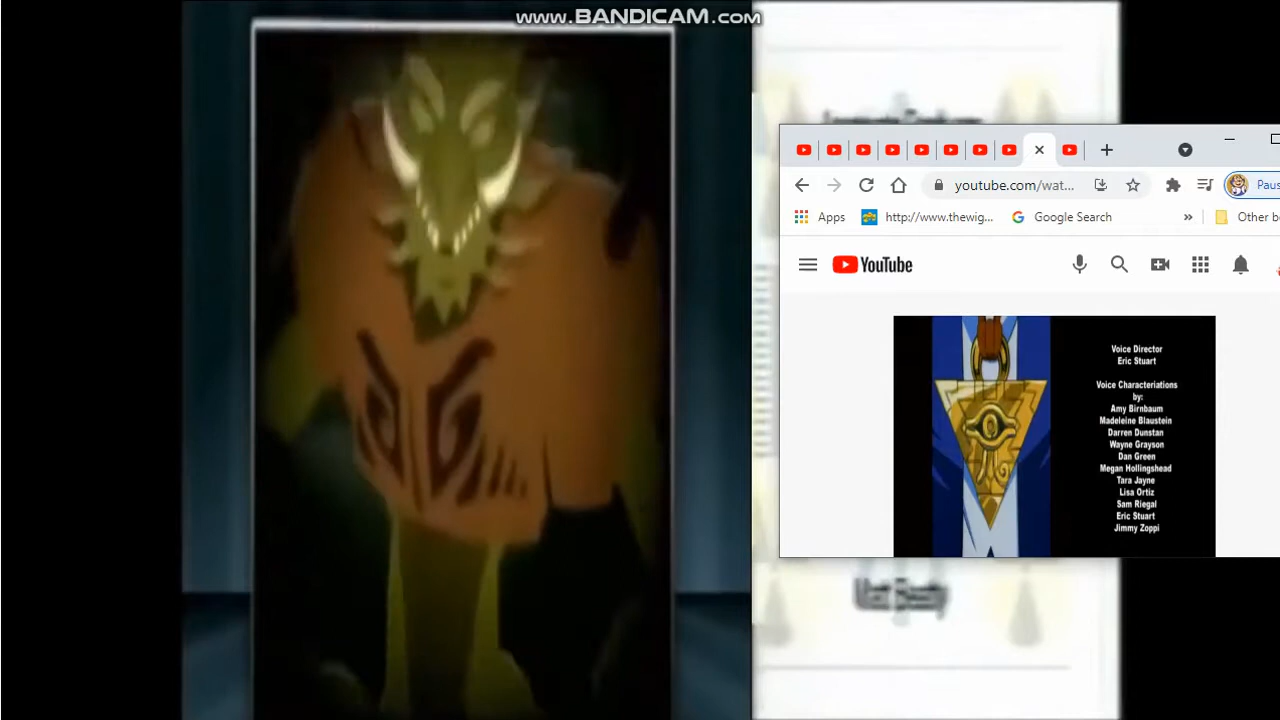 www.BANDICAM.com
youtube.com/wat...
Paus
Apps
http://www.thewig...
Google Search
»
Other b
YouTube
Voice Director
Eric Stuart
Voice Characteriations
by:
Amy Birnbaum
Madeleine Blaustein
Darren Dunstan
Wayne Grayson
Dan Green
Megan Hollingshead
Tara Jayne
Lisa Ortiz
Sam Riegal
Eric Stuart
Jimmy Zoppi